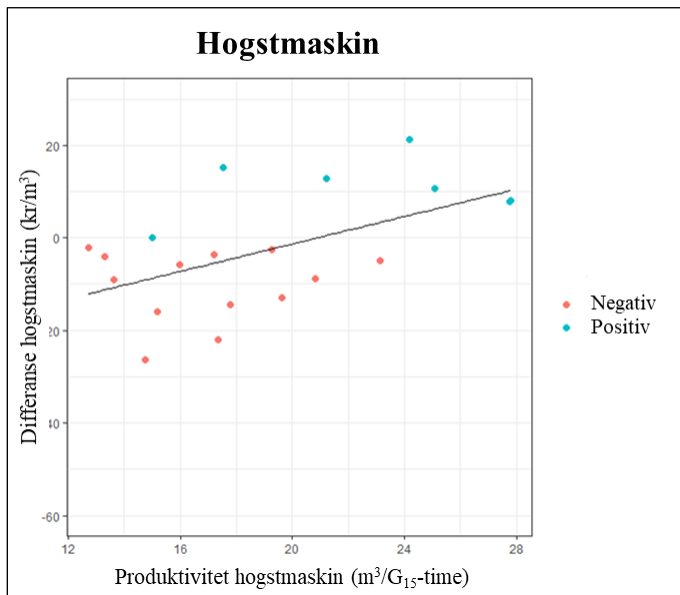 Hogstmaskin
Differanse hogstmaskin (kr/m³)
20
0
20
40
-60
12
16
20
24
28
Produktivitet hogstmaskin (m³/G₁₅-time)
Negativ
Positiv